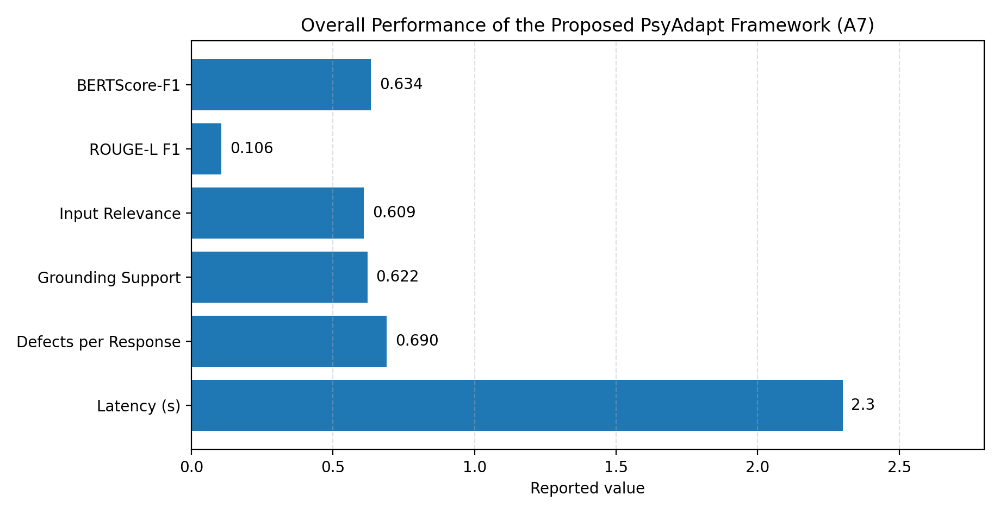 Overall Performance of the Proposed PsyAdapt Framework (A7)
BERTScore-F1
0.634
ROUGE-L F1
0.106
Input Relevance
0.609
Grounding Support
0.622
Defects per Response
0.690
Latency (s)
2.3
0.0 0.5 1.0 1.5 2.0 2.5
Reported value